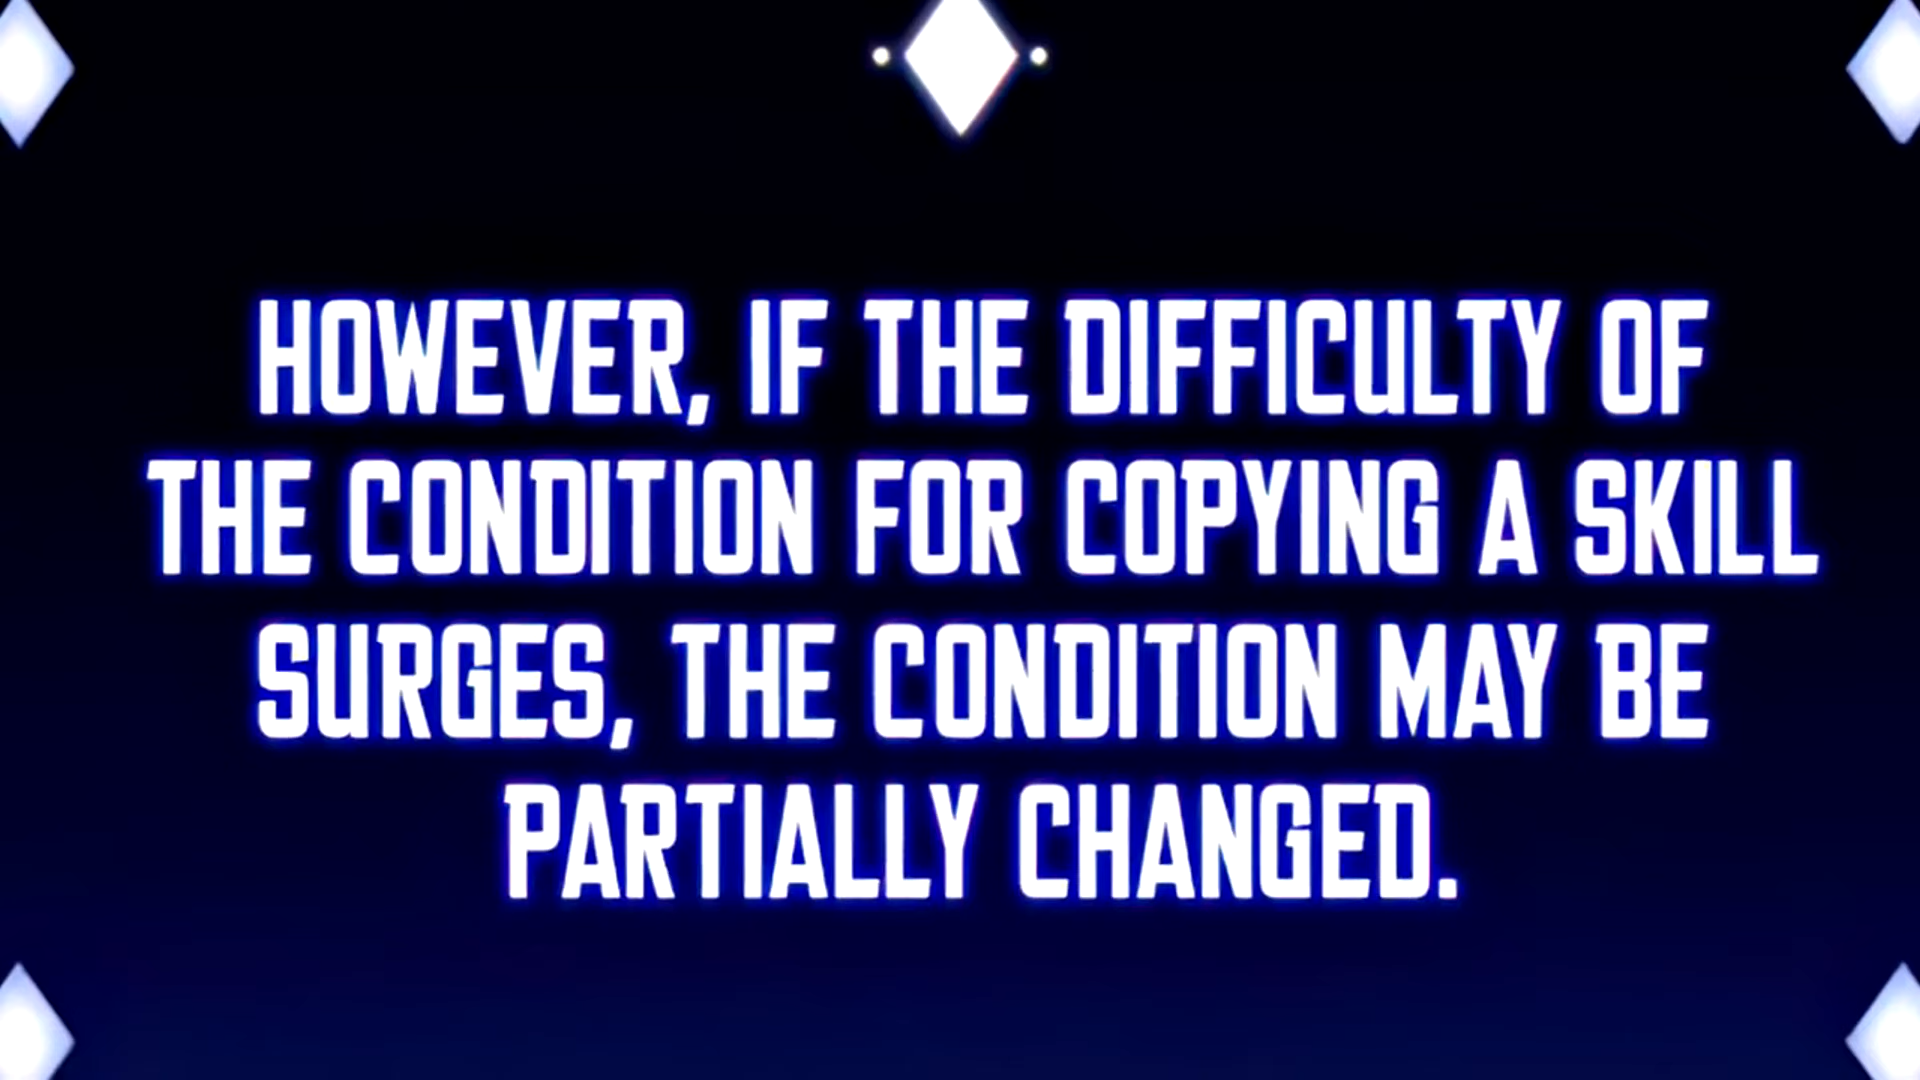 HOWEVER, IF THE DIFFICULTY OF
THE CONDITION FOR COPYING A SKILL
SURGES, THE CONDITION MAY BE
PARTIALLY CHANGED.